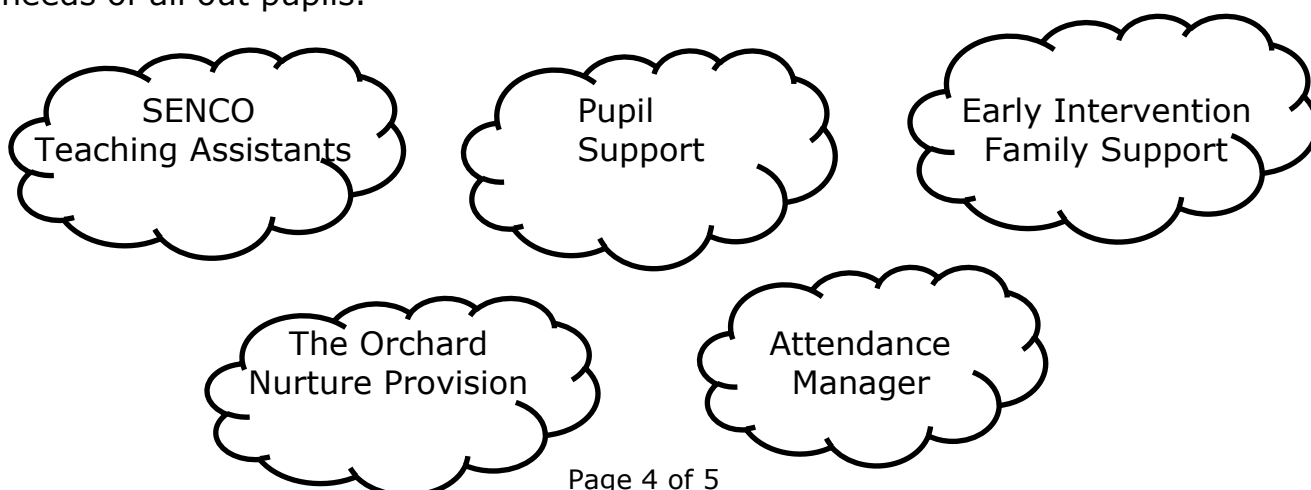 needs of all out pupils.
SENCO
Teaching Assistants
Pupil
Support
Early Intervention
Family Support
The Orchard
Nurture Provision
Attendance
Manager
Page 4 of 5